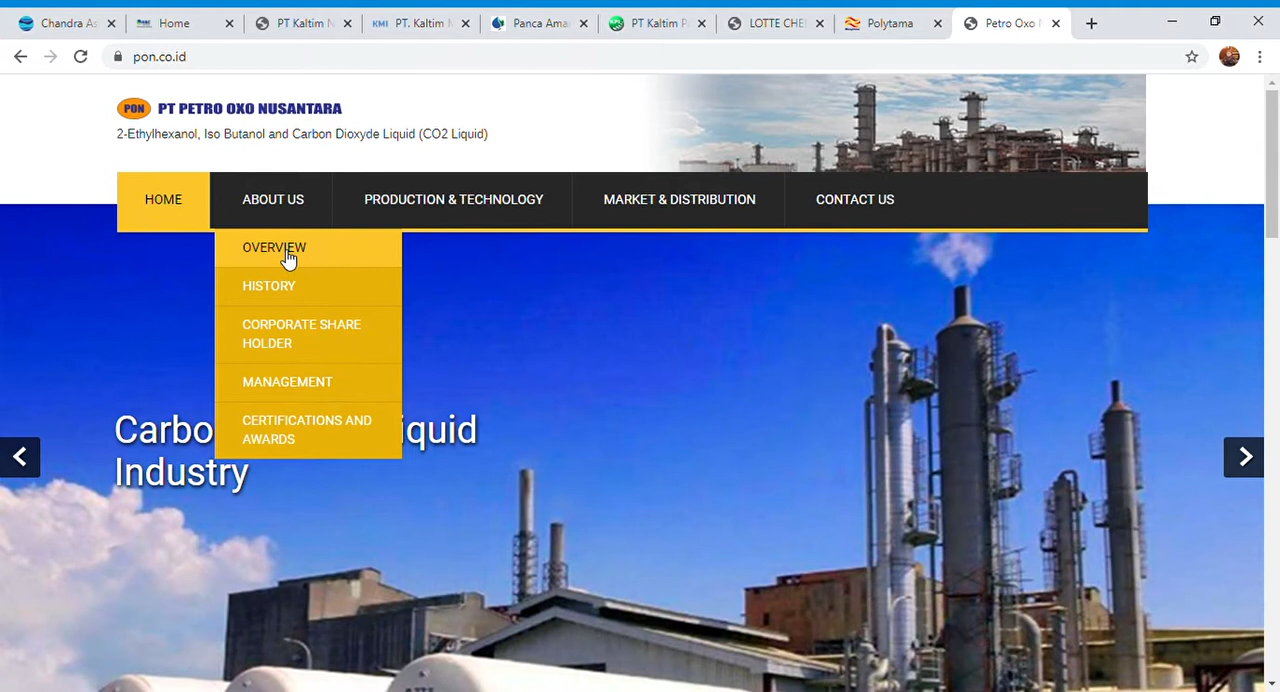 Chandra As
Home
PT Kaltim N
KMI PT. Kaltim M
Panca Ama
PT Kaltim P
LOTTE CHE
Polytama
Petro Oxo N
pon.co.id
PON PT PETRO OXO NUSANTARA
2-Ethylhexanol, Iso Butanol and Carbon Dioxyde Liquid (CO2 Liquid)
HOME
ABOUT US
PRODUCTION & TECHNOLOGY
MARKET & DISTRIBUTION
CONTACT US
OVERVIEW
HISTORY
CORPORATE SHARE
HOLDER
MANAGEMENT
CERTIFICATIONS AND
AWARDS
Carbo iquid
Industry